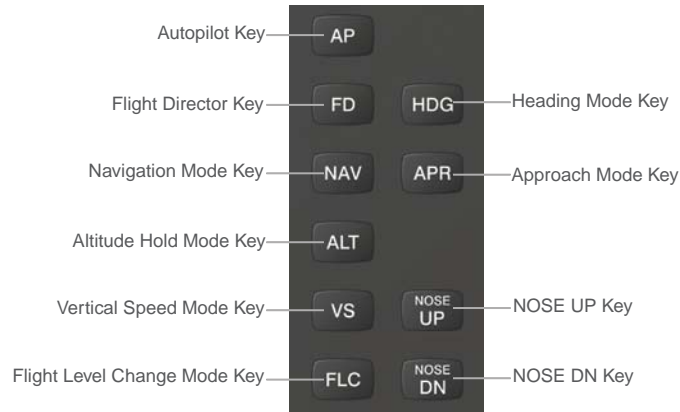 Autopilot Key
AP
Flight Director Key
FD
HDG
Heading Mode Key
Navigation Mode Key
NAV
APR
Approach Mode Key
Altitude Hold Mode Key
ALT
Vertical Speed Mode Key
VS
NOSE
UP
NOSE UP Key
Flight Level Change Mode Key
FLC
NOSE
DN
NOSE DN Key